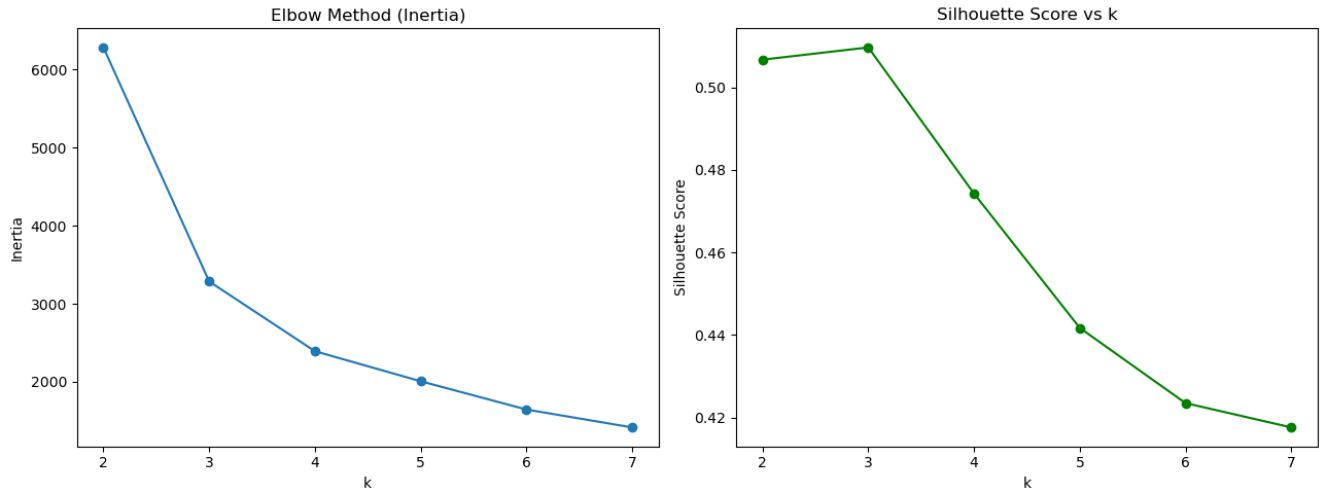 Elbow Method (Inertia)
6000
5000
4000
3000
2000
Inertia
2 3 4 5 6 7
k
Silhouette Score vs k
0.50
0.48
0.46
0.44
0.42
Silhouette Score
2 3 4 5 6 7
k